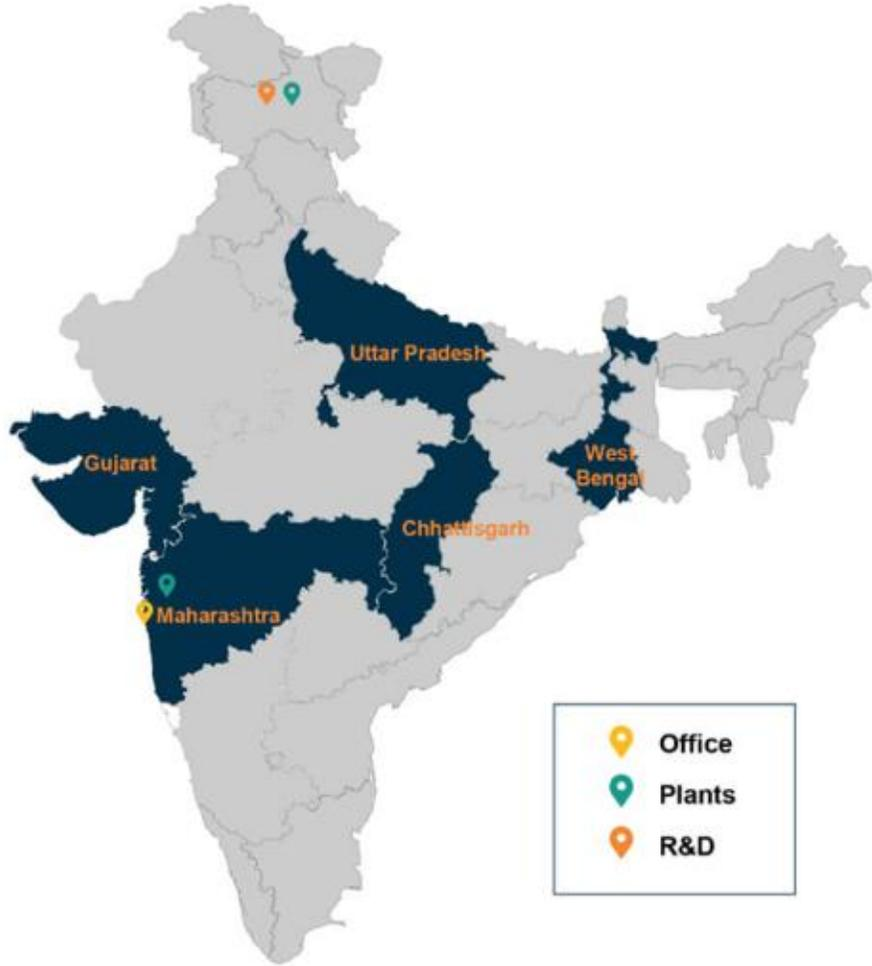 Uttar Pradesh
Gujarat
West
Bengal
Chhattisgarh
Maharashtra
Office
Plants
R&D